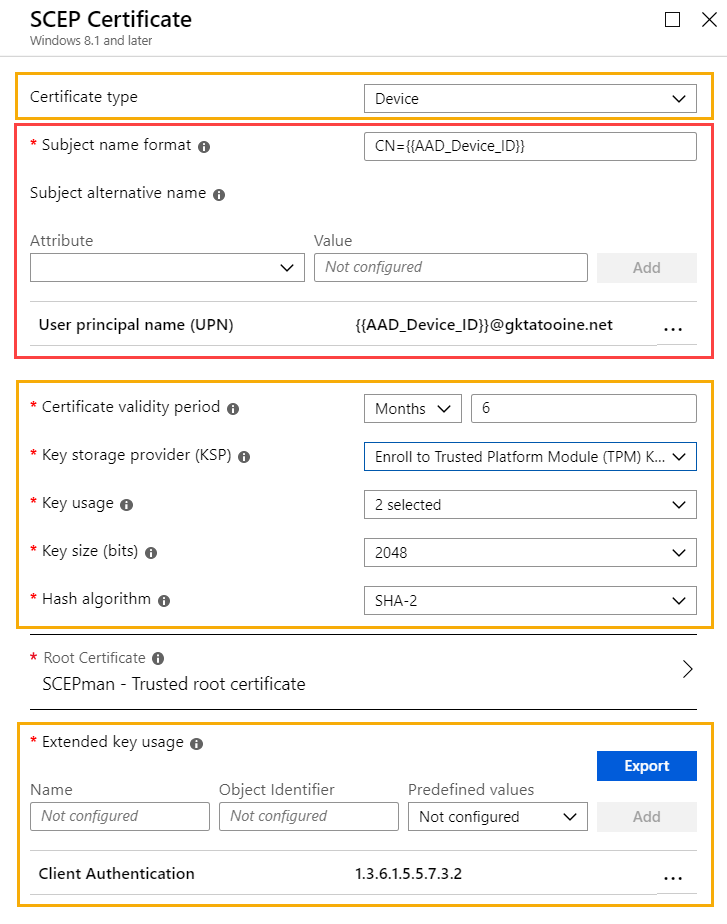 SCEP Certificate
Windows 8.1 and later
Certificate type
Device
* Subject name format
CN={{AAD_Device_ID}}
Subject alternative name
Attribute Value
Not configured Add
User principal name (UPN) {{AAD_Device_ID}}@gktatooine.net ...
* Certificate validity period Months 6
* Key storage provider (KSP) Enroll to Trusted Platform Module (TPM) K...
* Key usage 2 selected
* Key size (bits) 2048
* Hash algorithm SHA-2
* Root Certificate
SCEPman - Trusted root certificate
* Extended key usage
Export
Name Object Identifier Predefined values
Not configured Not configured Not configured Add
Client Authentication 1.3.6.1.5.5.7.3.2 ...